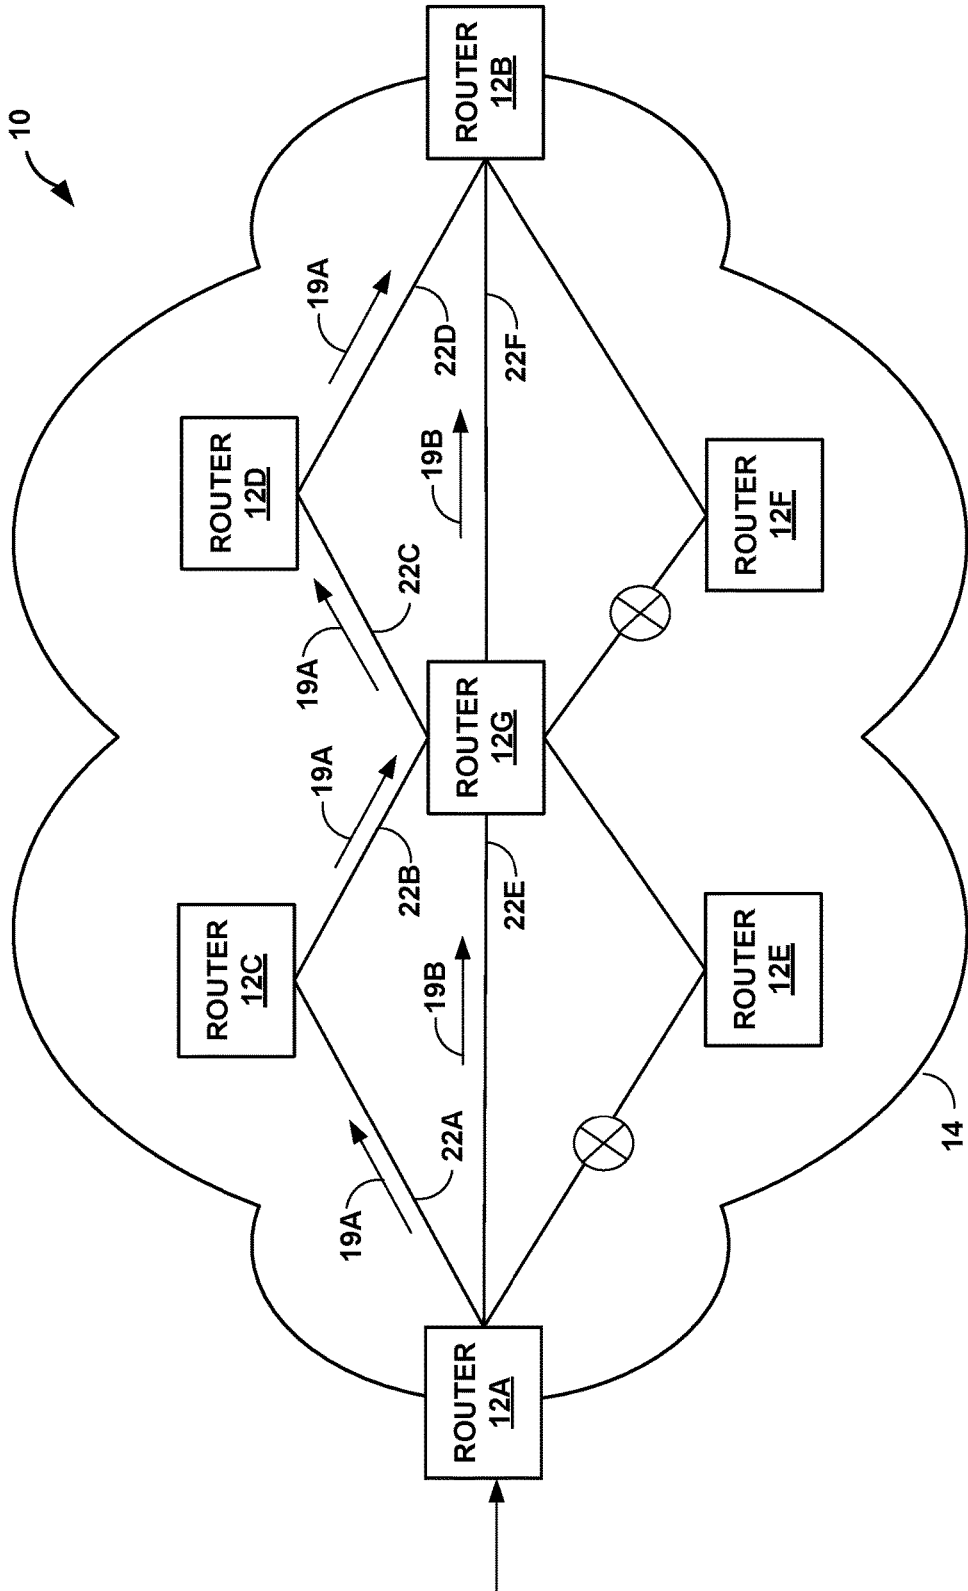 10
ROUTER
12A
ROUTER
12C
ROUTER
12D
ROUTER
12B
ROUTER
12G
ROUTER
12E
ROUTER
12F
19A
22A
19A
22B
19A
22C
19A
22D
19B
22E
19B
22F
14